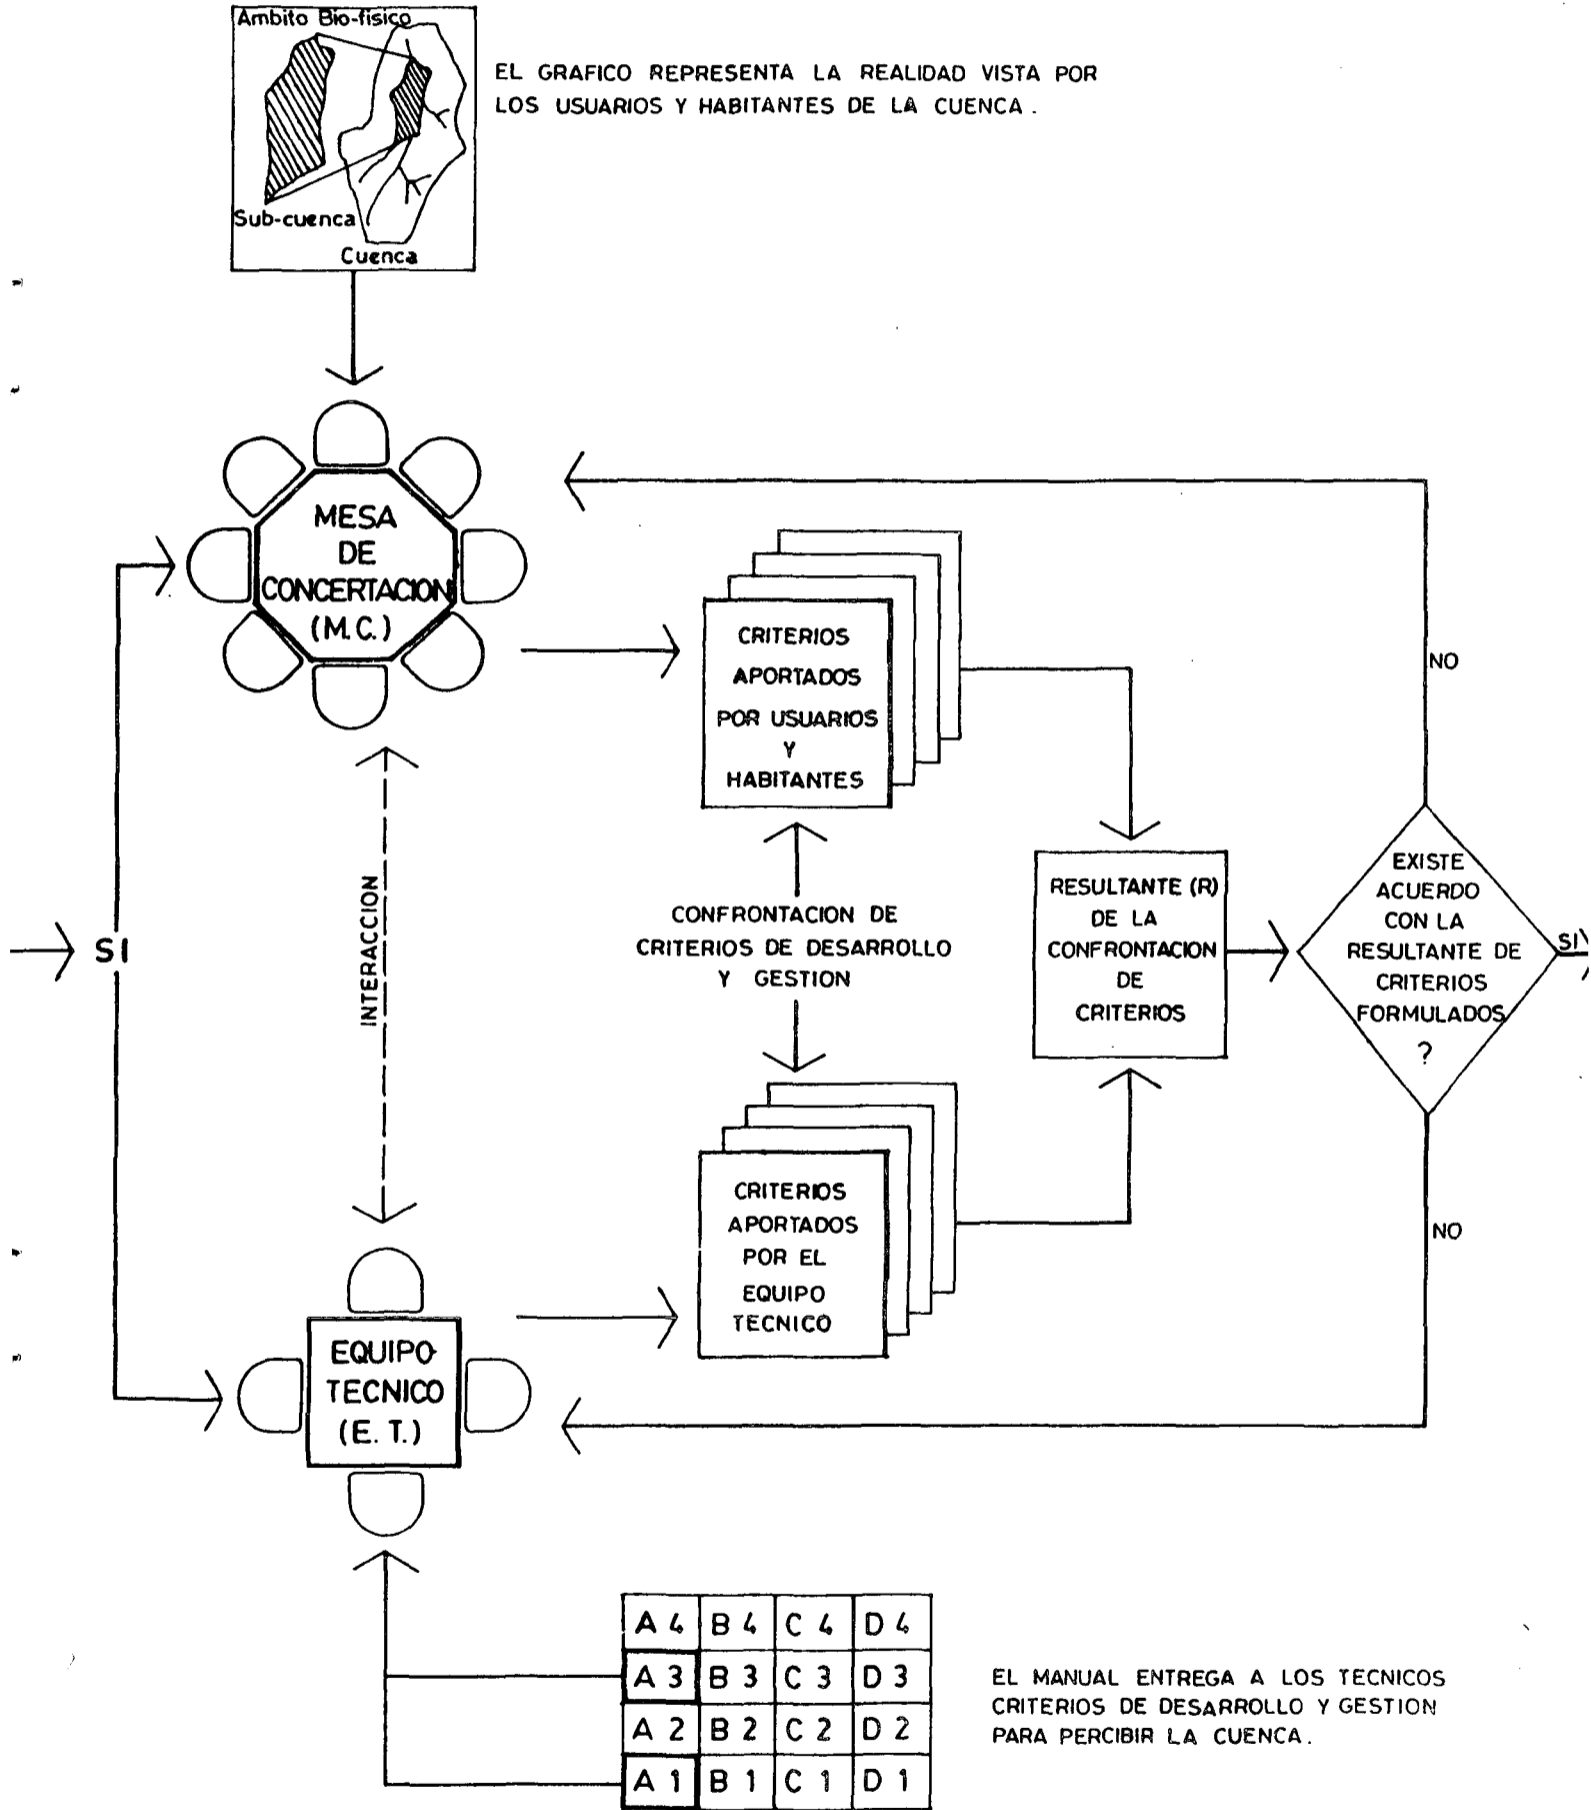 Ambito Bio-fisico
Sub-cuenca
Cuenca
EL GRAFICO REPRESENTA LA REALIDAD VISTA POR
LOS USUARIOS Y HABITANTES DE LA CUENCA.
MESA
DE
CONCERTACION
(M.C.)
CRITERIOS
APORTADOS
POR USUARIOS
Y
HABITANTES
NO
SI
INTERACCION
CONFRONTACION DE
CRITERIOS DE DESARROLLO
Y GESTION
RESULTANTE (R)
DE LA
CONFRONTACION
DE
CRITERIOS
EXISTE
ACUERDO
CON LA
RESULTANTE DE
CRITERIOS
FORMULADOS
?
SI
CRITERIOS
APORTADOS
POR EL
EQUIPO
TECNICO
NO
EQUIPO
TECNICO
(E. T.)
A 4 B 4 C 4 D 4
A 3 B 3 C 3 D 3
A 2 B 2 C 2 D 2
A 1 B 1 C 1 D 1
EL MANUAL ENTREGA A LOS TECNICOS
CRITERIOS DE DESARROLLO Y GESTION
PARA PERCIBIR LA CUENCA.